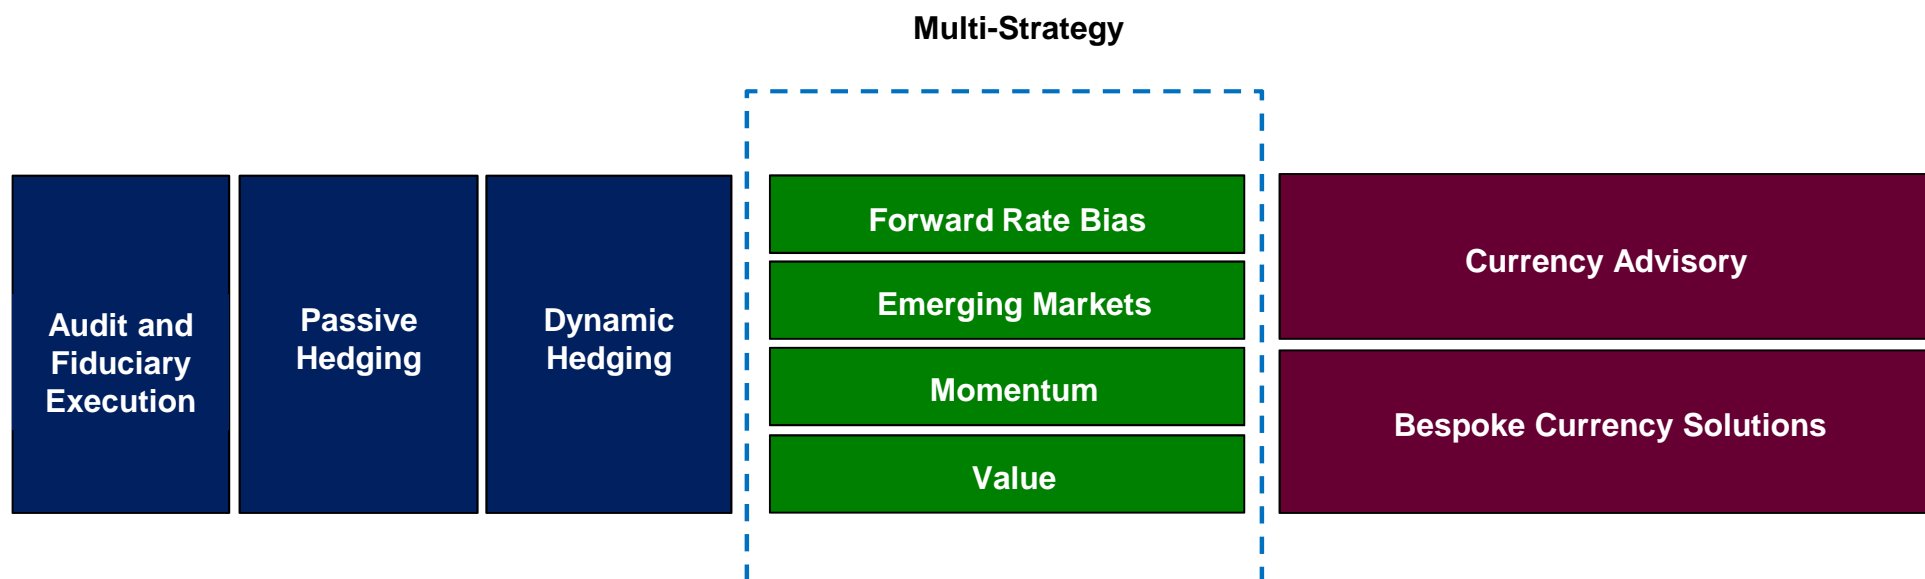 Multi-Strategy
Audit and
Fiduciary
Execution
Passive
Hedging
Dynamic
Hedging
Forward Rate Bias
Emerging Markets
Momentum
Value
Currency Advisory
Bespoke Currency Solutions